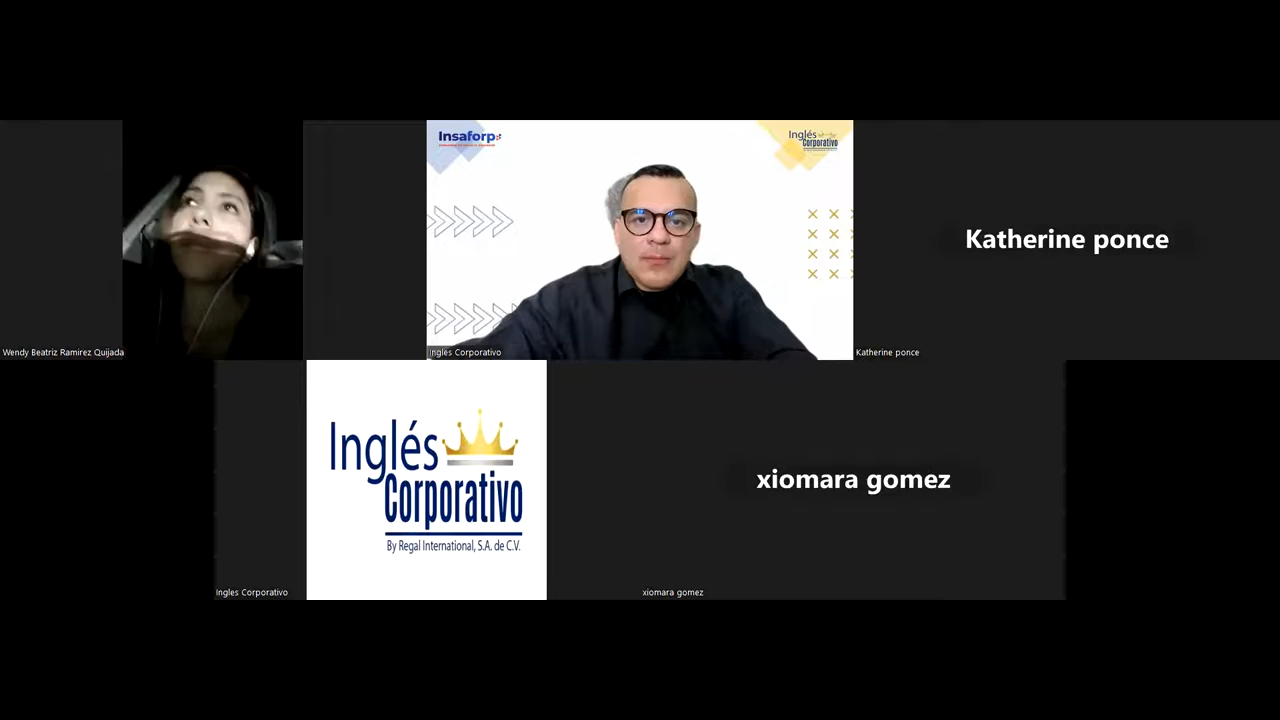 Insaforp
Inglés
Corporativo
Katherine ponce
Wendy Beatriz Ramirez Quijada
Ingles Corporativo
Katherine ponce
Inglés
Corporativo
By Regal International, S.A. de C.V.
xiomara gomez
Ingles Corporativo
xiomara gomez